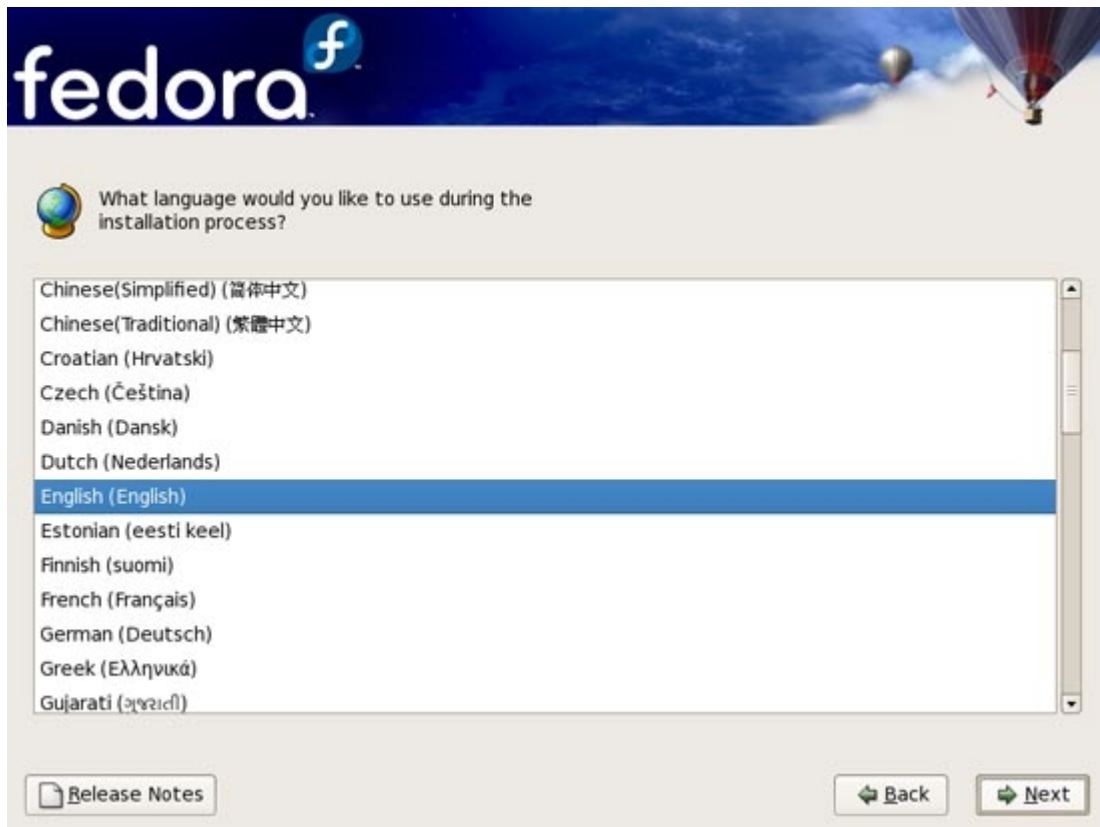 fedora
What language would you like to use during the
installation process?
Chinese(Simplified) (简体中文)
Chinese(Traditional) (繁體中文)
Croatian (Hrvatski)
Czech (Čeština)
Danish (Dansk)
Dutch (Nederlands)
English (English)
Estonian (eesti keel)
Finnish (suomi)
French (Français)
German (Deutsch)
Greek (Ελληνικά)
Gujarati (ગુજરાતી)
Release Notes
Back
Next